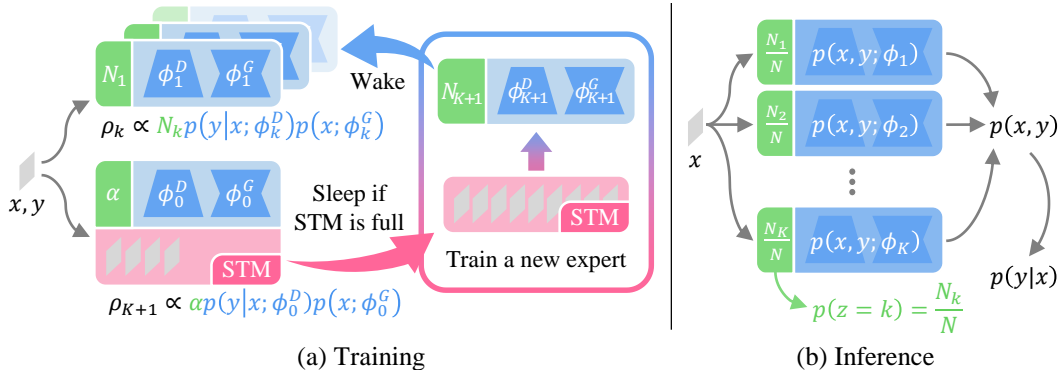 N_1 ϕ_1^D ϕ_1^G
ρ_k ∝ N_k p(y|x; ϕ_k^D)p(x; ϕ_k^G)
x, y
α ϕ_0^D ϕ_0^G
STM
ρ_{K+1} ∝ αp(y|x; ϕ_0^D)p(x; ϕ_0^G)
Wake
Sleep if
STM is full
N_{K+1} ϕ_{K+1}^D ϕ_{K+1}^G
STM
Train a new expert
(a) Training
x
N_1/N p(x, y; ϕ_1)
N_2/N p(x, y; ϕ_2)
⋮
N_K/N p(x, y; ϕ_K)
p(x, y)
p(y|x)
p(z = k) = N_k/N
(b) Inference